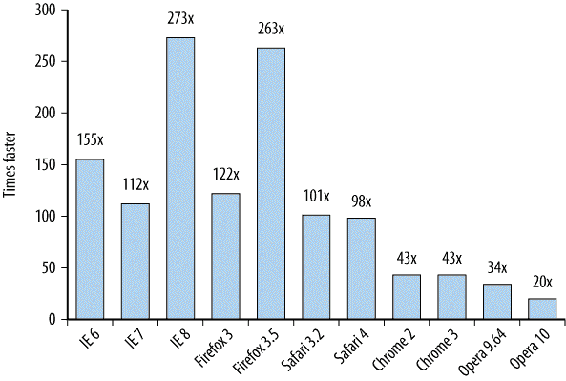 300
250
200
150
100
50
0
Times faster
155x
112x
273x
122x
263x
101x
98x
43x
43x
34x
20x
IE 6
IE 7
IE 8
Firefox 3
Firefox 3.5
Safari 3.2
Safari 4
Chrome 2
Chrome 3
Opera 9.64
Opera 10